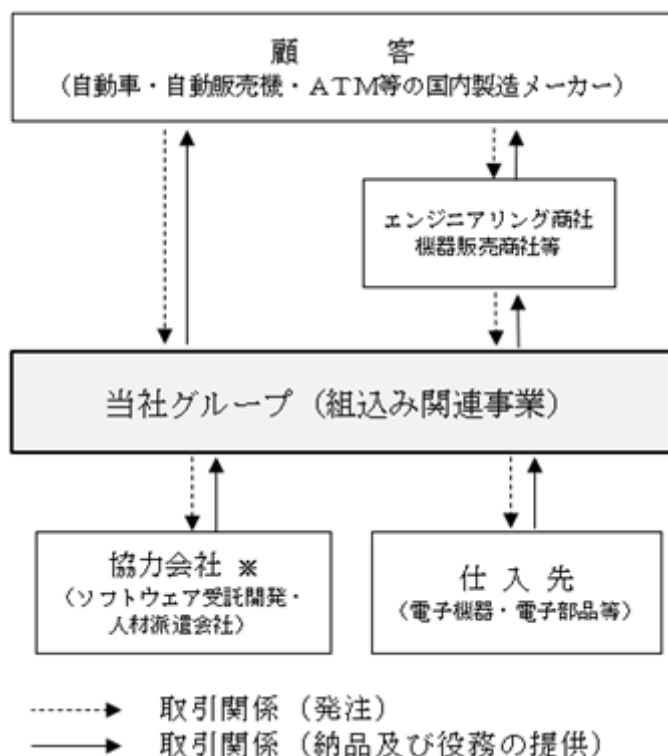 顧　　客
（自動車・自動販売機・ＡＴＭ等の国内製造メーカー）
エンジニアリング商社
機器販売商社等
当社グループ（組込み関連事業）
協力会社 ※
（ソフトウェア受託開発・
人材派遣会社）
仕 入 先
（電子機器・電子部品等）
取引関係（発注）
取引関係（納品及び役務の提供）